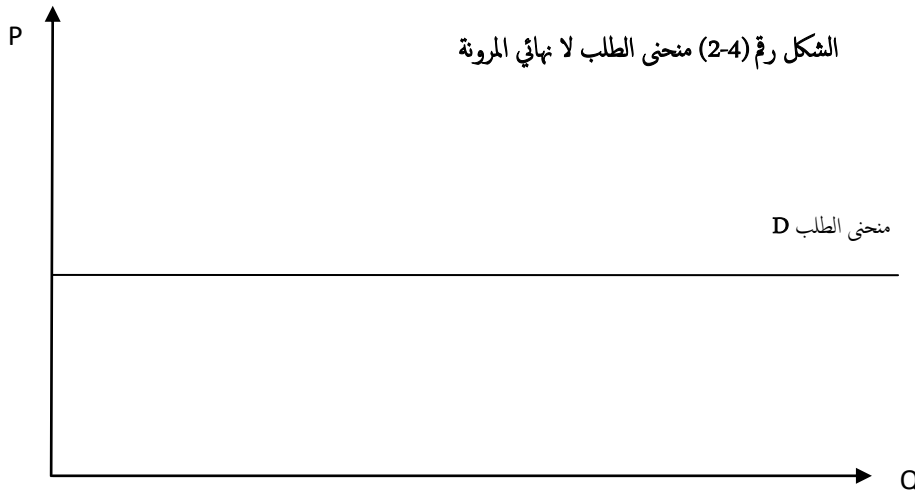 P
الشكل رقم (4-2) منحنى الطلب لا نهائي المرونة
منحنى الطلب D
Q